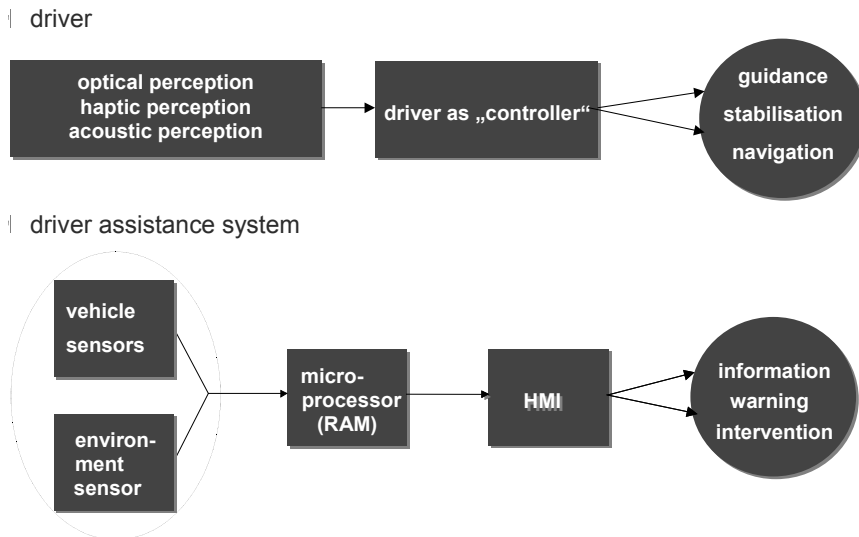 driver
optical perception
haptic perception
acoustic perception
driver as „controller“
guidance
stabilisation
navigation
driver assistance system
vehicle
sensors
environ-
ment
sensor
micro-
processor
(RAM)
HMI
information
warning
intervention